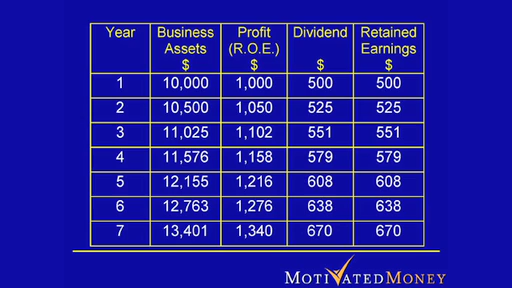 Year Business Assets $ Profit (R.O.E.) $ Dividend $ Retained Earnings $
1 10,000 1,000 500 500
2 10,500 1,050 525 525
3 11,025 1,102 551 551
4 11,576 1,158 579 579
5 12,155 1,216 608 608
6 12,763 1,276 638 638
7 13,401 1,340 670 670
MOTIVATEDMONEY